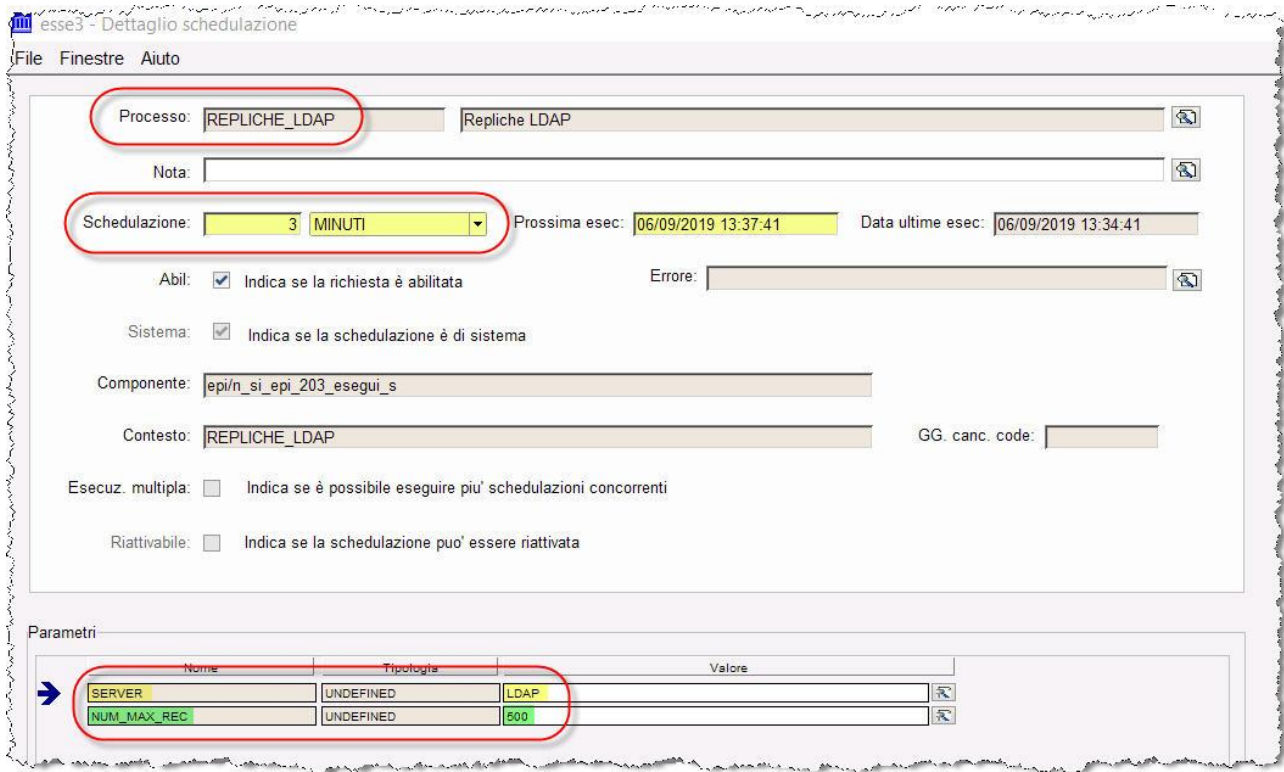 esse3 - Dettaglio schedulazione
File Finestre Aiuto
Processo: REPLICHE_LDAP Repliche LDAP
Nota:
Schedulazione: 3 MINUTI Prossima esec: 06/09/2019 13:37:41 Data ultime esec: 06/09/2019 13:34:41
Abil: Indica se la richiesta è abilitata Errore:
Sistema: Indica se la schedulazione è di sistema
Componente: epi/n_si_epi_203_esegui_s
Contesto: REPLICHE_LDAP GG. canc. code:
Esecuz. multipla: Indica se è possibile eseguire piu' schedulazioni concorrenti
Riattivabile: Indica se la schedulazione puo' essere riattivata
Parametri
Nome Tipologia Valore
SERVER UNDEFINED LDAP
NUM_MAX_REC UNDEFINED 500